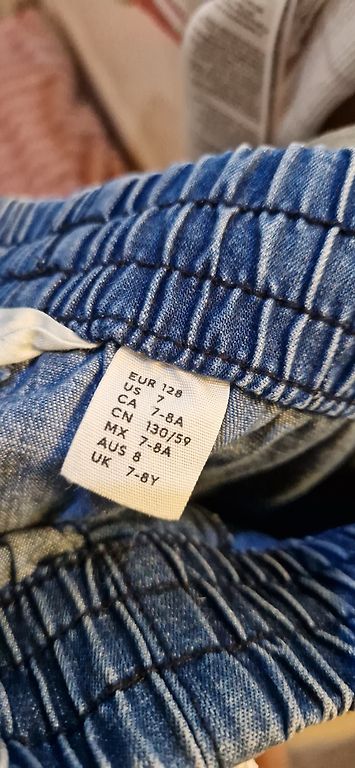 EUR 128
US 7
CA 7-8A
CN 130/59
MX 7-8A
AUS 8
UK 7-8Y